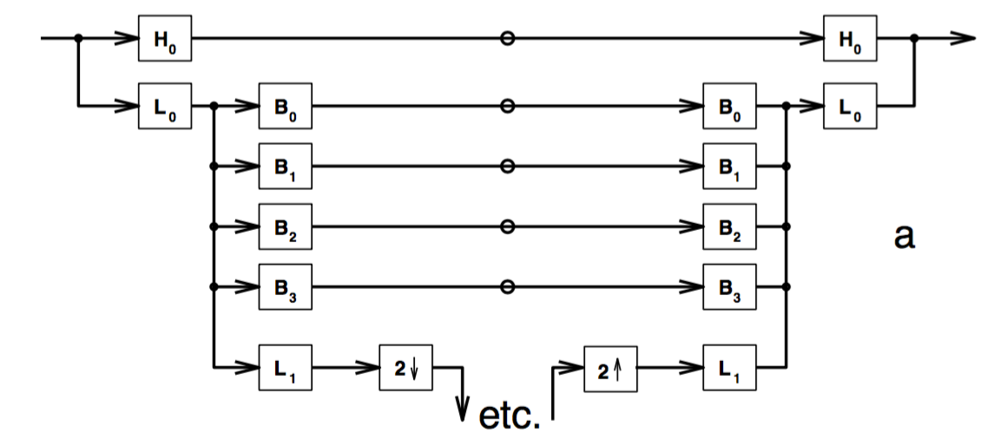 H0 H0
L0 B0 B0 L0
B1 B1
B2 B2 a
B3 B3
L1 2↓ 2↑ L1
etc.